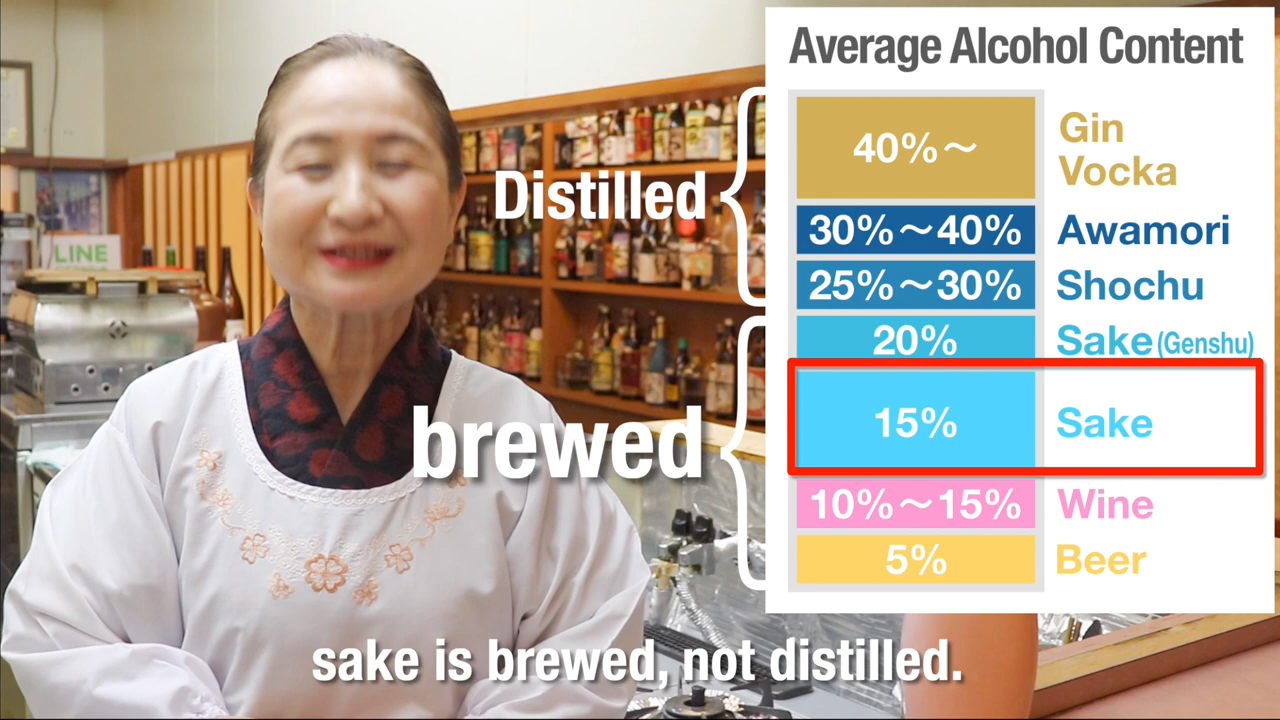 Average Alcohol Content
Distilled
40%~
Gin
Vocka
30%~40%
Awamori
25%~30%
Shochu
brewed
20%
Sake (Genshu)
15%
Sake
10%~15%
Wine
5%
Beer
LINE
sake is brewed, not distilled.